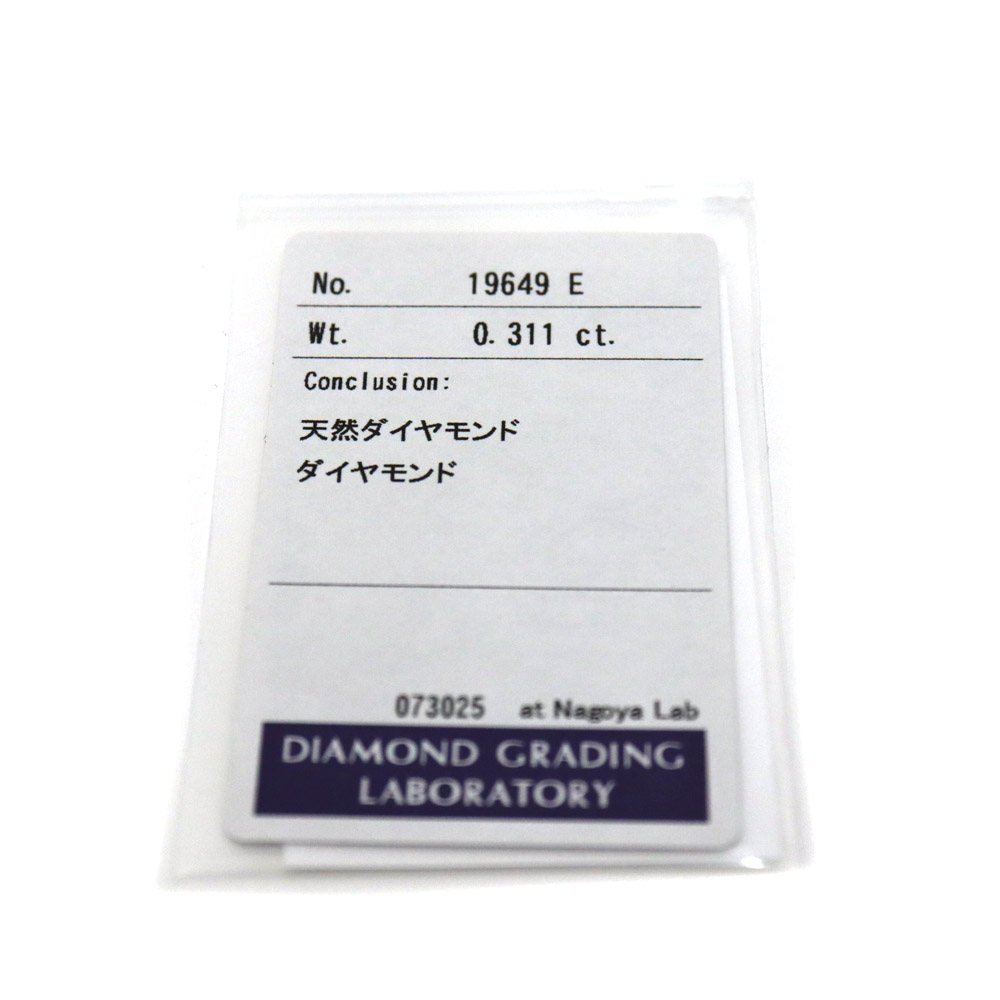 No. 19649 E
Wt. 0.311 ct.
Conclusion:
天然ダイヤモンド
ダイヤモンド
073025 at Nagoya Lab
DIAMOND GRADING
LABORATORY